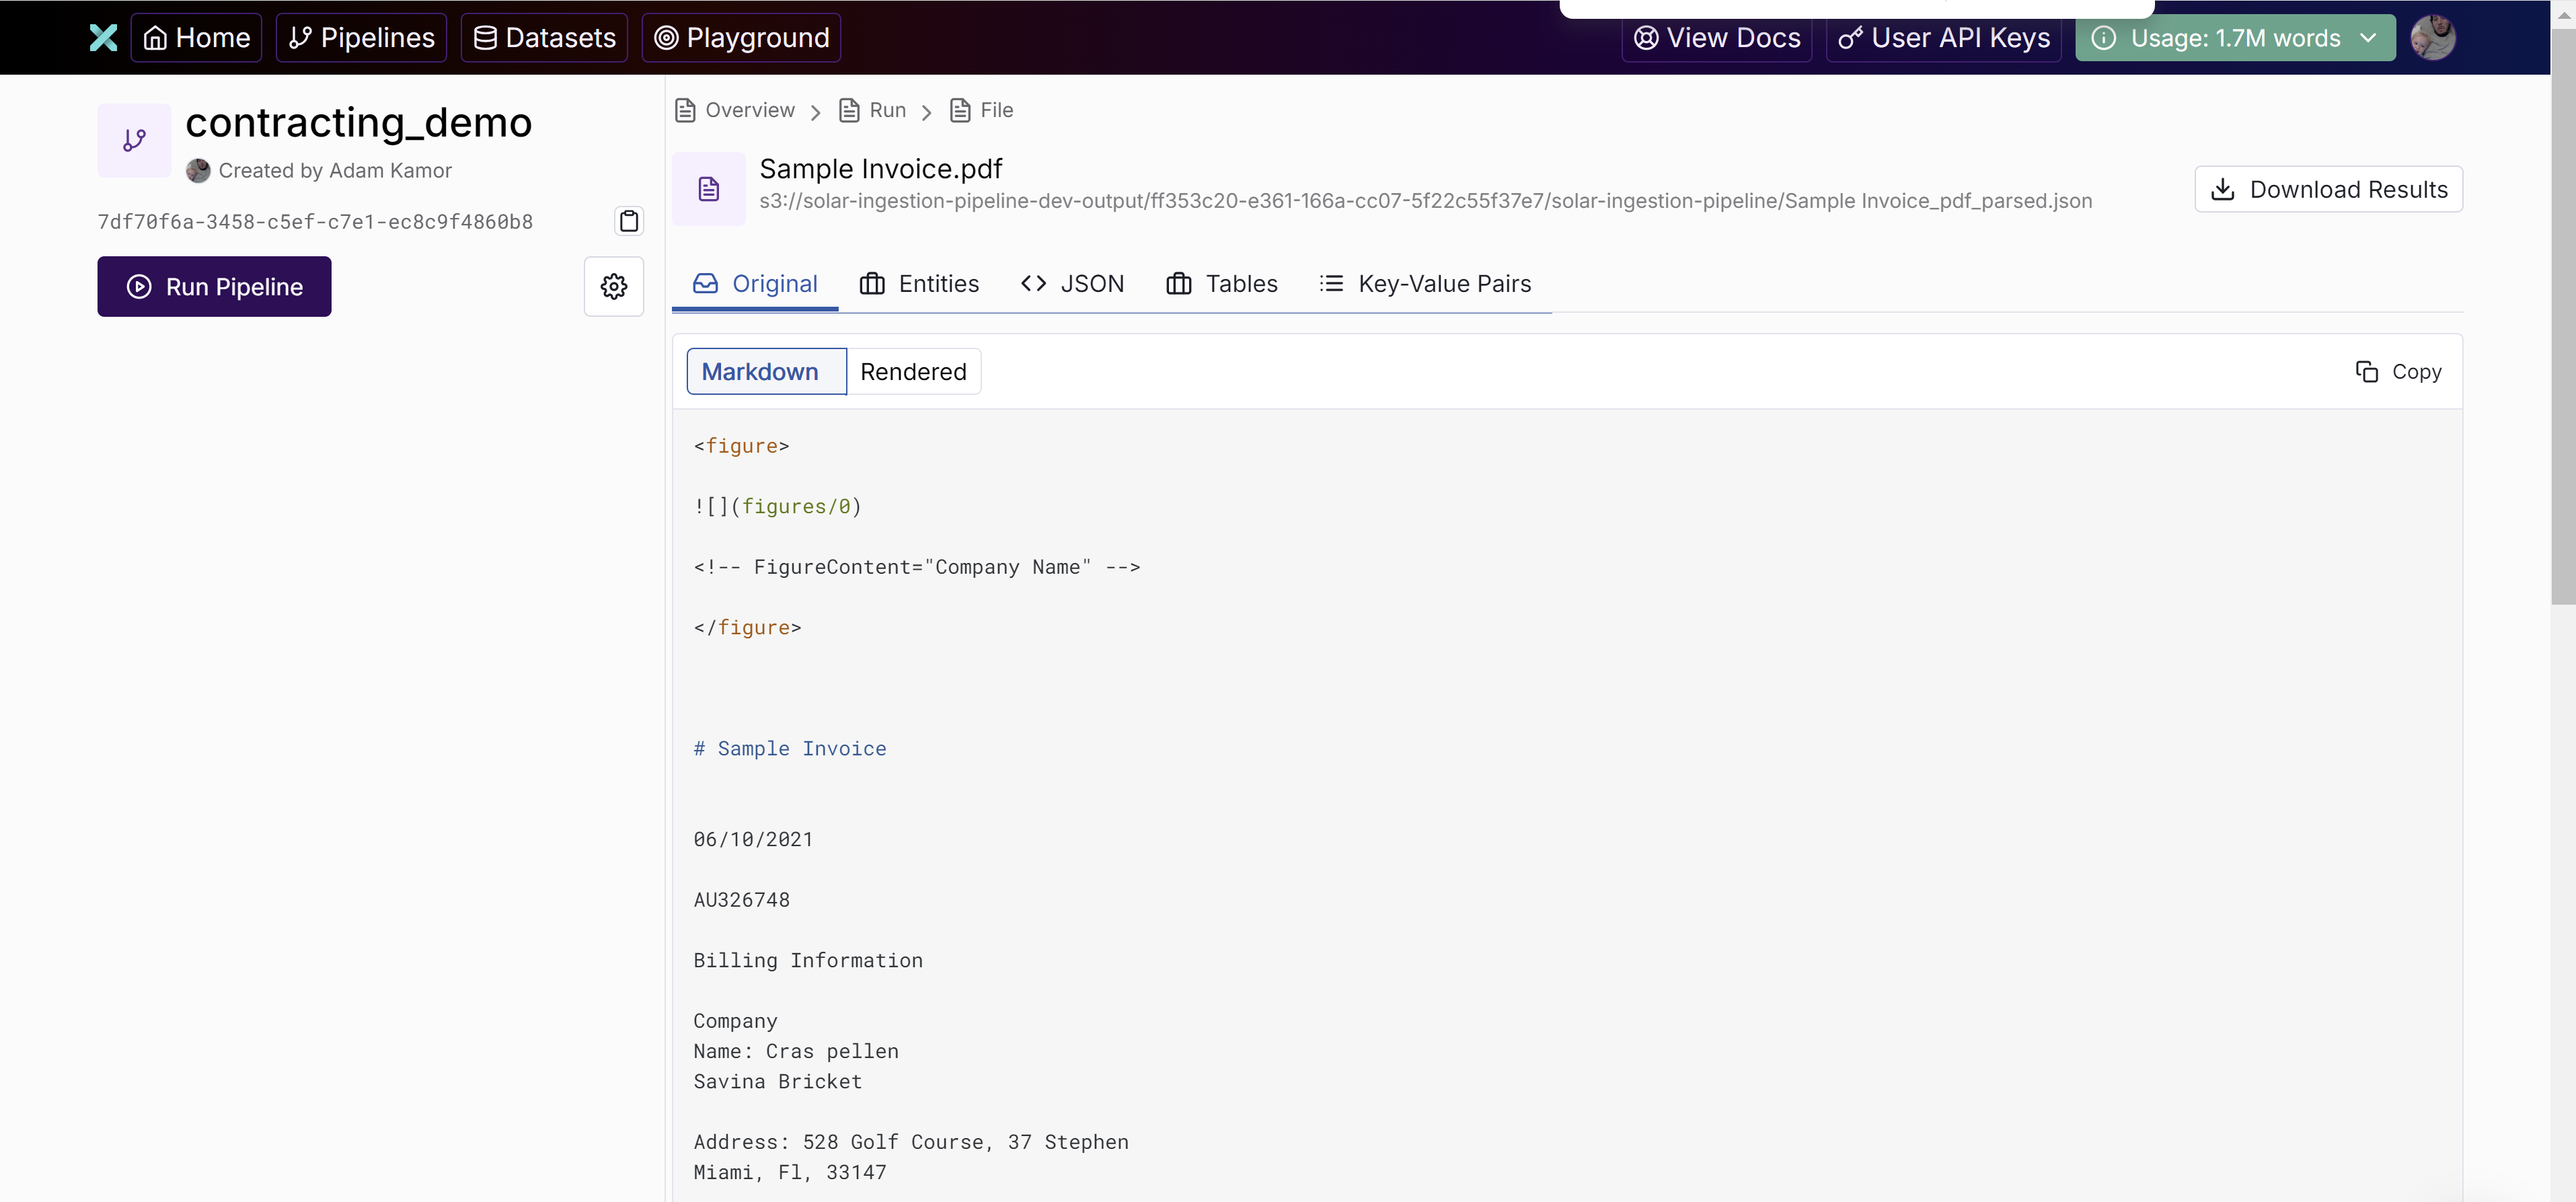 Home
Pipelines
Datasets
Playground
View Docs
User API Keys
Usage: 1.7M words
contracting_demo
Created by Adam Kamor
7df70f6a-3458-c5ef-c7e1-ec8c9f4860b8
Run Pipeline
Overview
Run
File
Sample Invoice.pdf
s3://solar-ingestion-pipeline-dev-output/ff353c20-e361-166a-cc07-5f22c55f37e7/solar-ingestion-pipeline/Sample Invoice_pdf_parsed.json
Download Results
Original
Entities
JSON
Tables
Key-Value Pairs
Markdown
Rendered
Copy
<figure>
![](figures/0)
<!-- FigureContent="Company Name" -->
</figure>
# Sample Invoice
06/10/2021
AU326748
Billing Information
Company
Name: Cras pellen
Savina Bricket
Address: 528 Golf Course, 37 Stephen
Miami, Fl, 33147